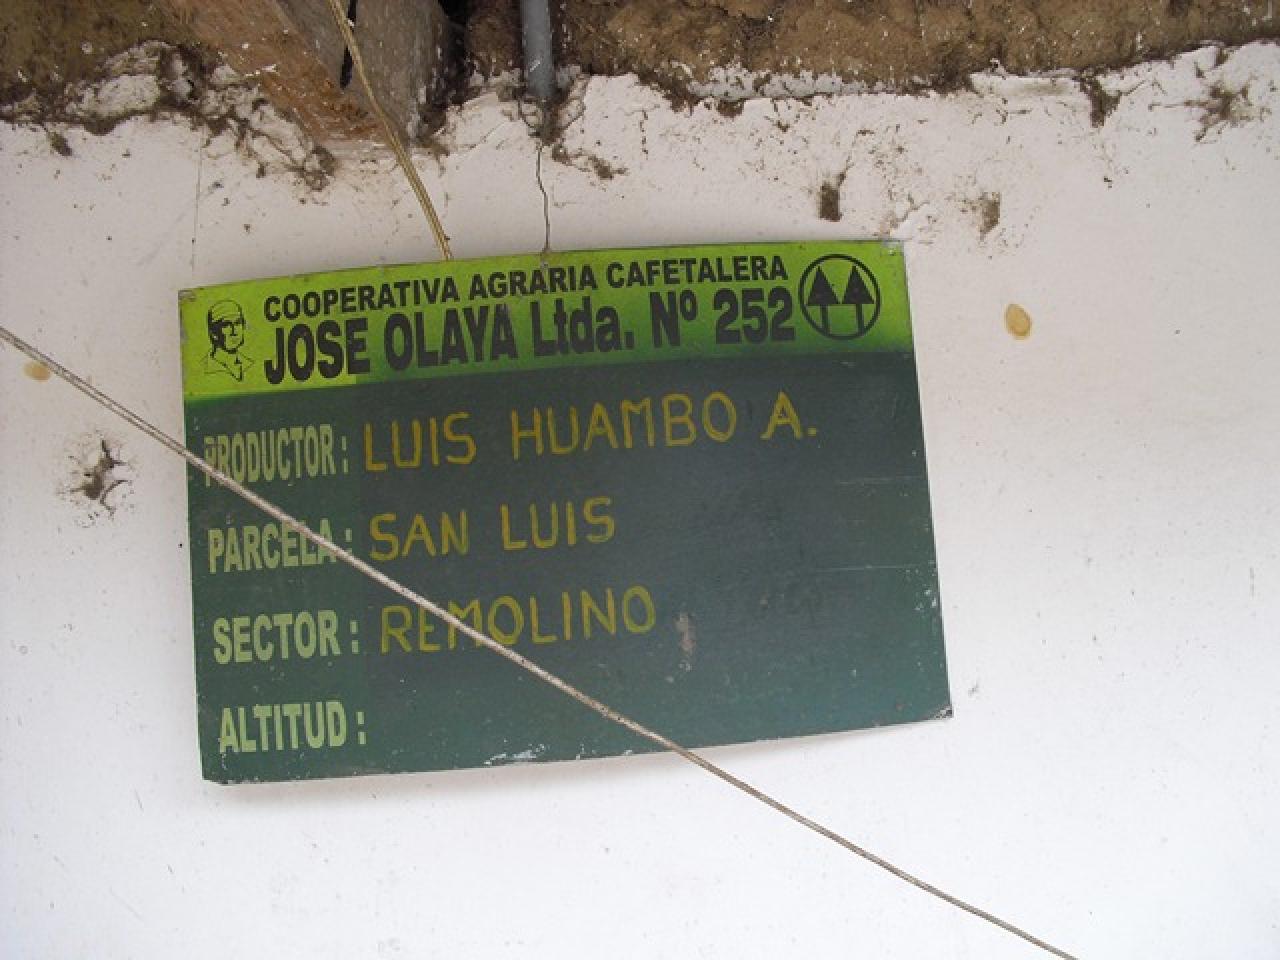 COOPERATIVA AGRARIA CAFETALERA
JOSE OLAYA Ltda. Nº 252
PRODUCTOR: LUIS HUAMBO A.
PARCELA: SAN LUIS
SECTOR: REMOLINO
ALTITUD: